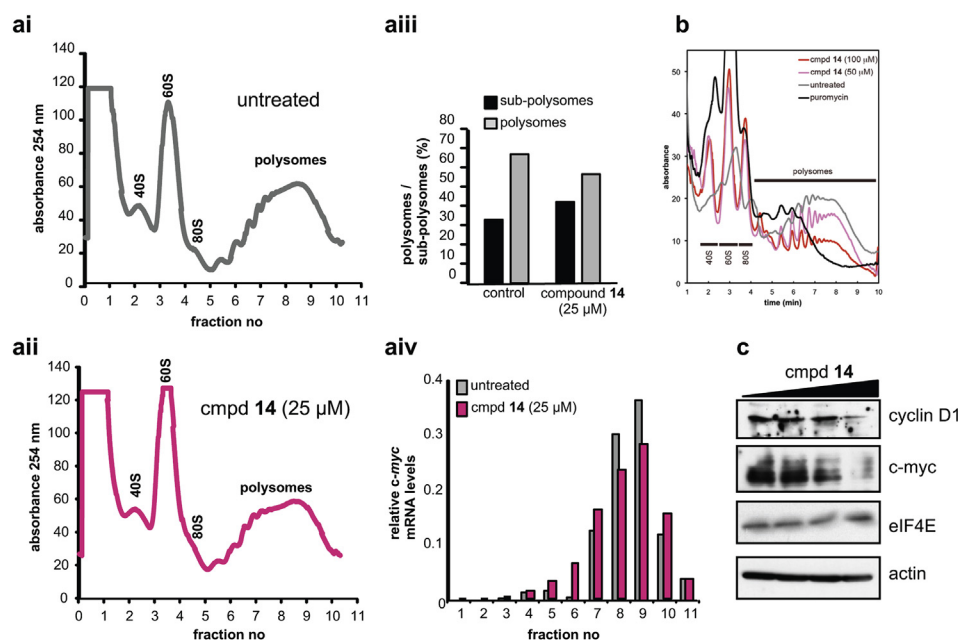 ai
absorbance 254 nm
140
120
100
80
60
40
20
0
40S
60S
80S
untreated
polysomes
0 1 2 3 4 5 6 7 8 9 10 11
fraction no
aiii
sub-polysomes
polysomes
polysomes /
sub-polysomes (%)
80
70
60
50
40
30
20
10
0
control
compound 14
(25 µM)
b
cmpd 14 (100 µM)
cmpd 14 (50 µM)
untreated
puromycin
absorbance
50
40
30
20
10
0
polysomes
40S
60S
80S
1 2 3 4 5 6 7 8 9 10
time (min)
aii
absorbance 254 nm
140
120
100
80
60
40
20
0
40S
60S
80S
cmpd 14 (25 µM)
polysomes
0 1 2 3 4 5 6 7 8 9 10 11
fraction no
aiv
untreated
cmpd 14 (25 µM)
relative c-myc
mRNA levels
0.4
0.3
0.2
0.1
0
1 2 3 4 5 6 7 8 9 10 11
fraction no
c
cmpd 14
cyclin D1
c-myc
eIF4E
actin